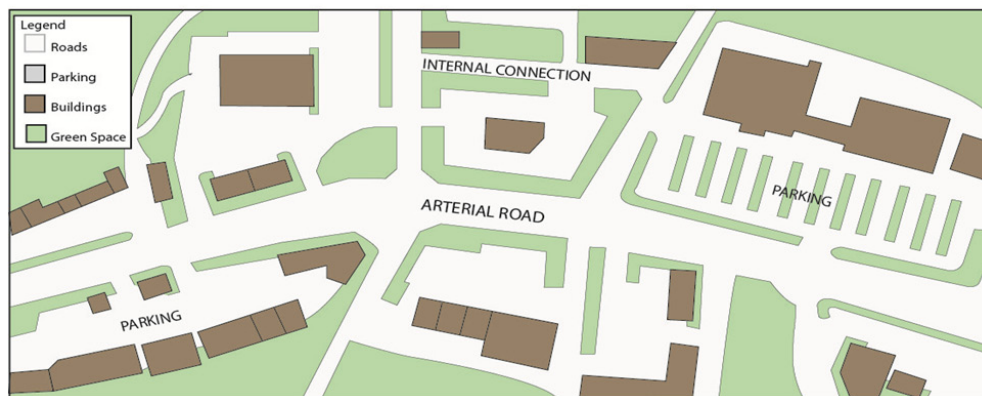 Legend
Roads
Parking
Buildings
Green Space
INTERNAL CONNECTION
PARKING
ARTERIAL ROAD
PARKING